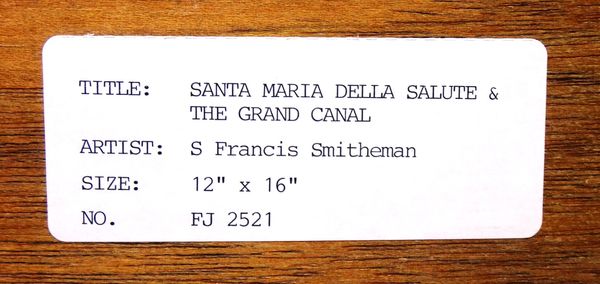 TITLE: SANTA MARIA DELLA SALUTE &
THE GRAND CANAL
ARTIST: S Francis Smitheman
SIZE: 12" x 16"
NO. FJ 2521